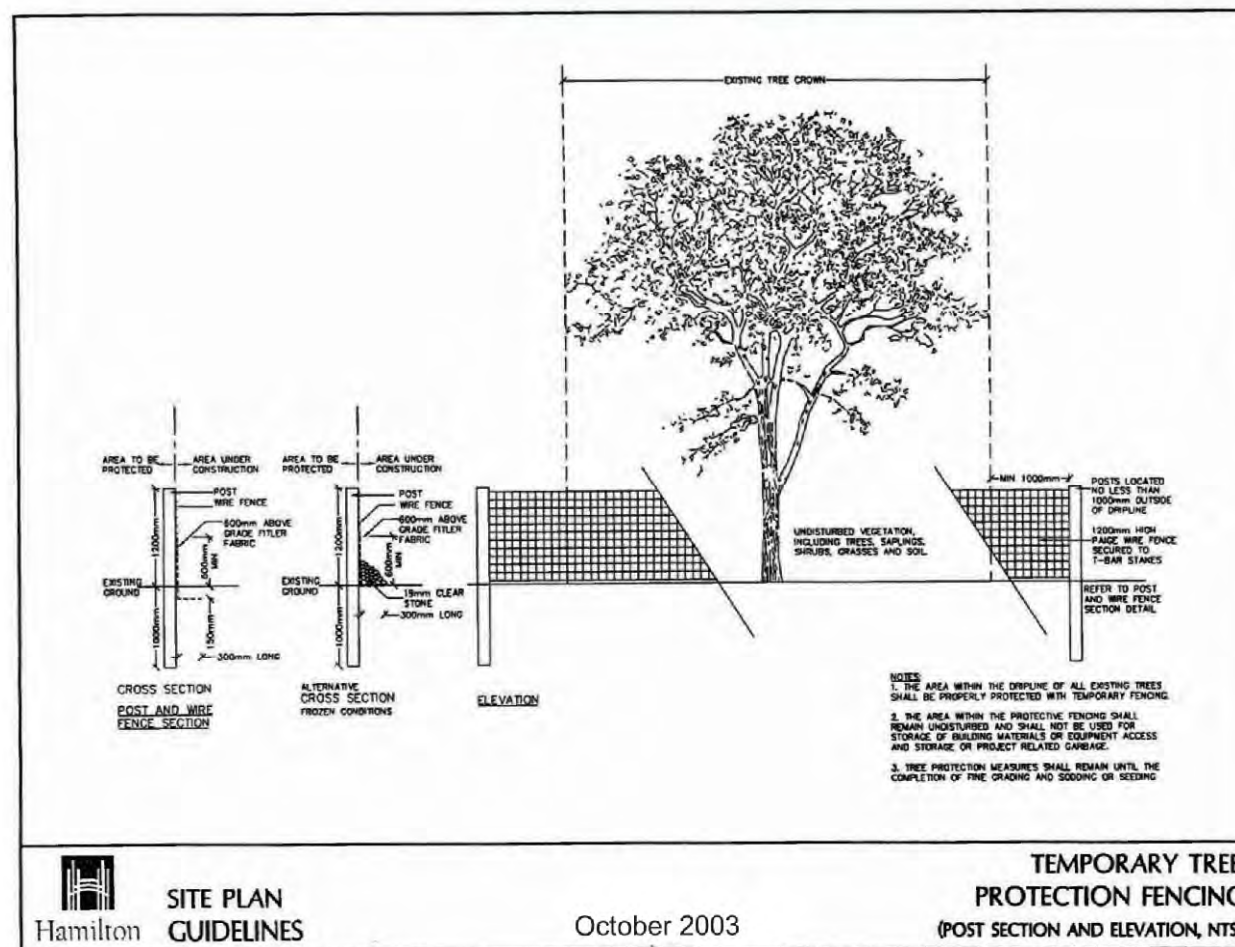 EXISTING TREE CROWN
AREA TO BE
PROTECTED
AREA UNDER
CONSTRUCTION
POST
WIRE FENCE
600mm ABOVE
GRADE FITLER
FABRIC
1200mm
600mm
MIN
EXISTING
GROUND
1000mm
150mm
300mm LONG
CROSS SECTION
POST AND WIRE
FENCE SECTION
AREA TO BE
PROTECTED
AREA UNDER
CONSTRUCTION
POST
WIRE FENCE
600mm ABOVE
GRADE FITLER
FABRIC
1200mm
600mm
MIN
EXISTING
GROUND
19mm CLEAR
STONE
300mm LONG
1000mm
ALTERNATIVE
CROSS SECTION
FROZEN CONDITIONS
ELEVATION
UNDISTURBED VEGETATION,
INCLUDING TREES, SAPLINGS,
SHRUBS, GRASSES AND SOIL
MIN. 1000mm
POSTS LOCATED
NO LESS THAN
1000mm OUTSIDE
OF DRIPLINE
1200mm HIGH
PAIGE WIRE FENCE
SECURED TO
T-BAR STAKES
REFER TO POST
AND WIRE FENCE
SECTION DETAIL
NOTES:
1. THE AREA WITHIN THE DRIPLINE OF ALL EXISTING TREES
SHALL BE PROPERLY PROTECTED WITH TEMPORARY FENCING.
2. THE AREA WITHIN THE PROTECTIVE FENCING SHALL
REMAIN UNDISTURBED AND SHALL NOT BE USED FOR
STORAGE OF BUILDING MATERIALS OR EQUIPMENT ACCESS
AND STORAGE OR PROJECT RELATED GARBAGE.
3. TREE PROTECTION MEASURES SHALL REMAIN UNTIL THE
COMPLETION OF FINE GRADING AND SODDING OR SEEDING
Hamilton
SITE PLAN
GUIDELINES
October 2003
TEMPORARY TREE
PROTECTION FENCING
(POST SECTION AND ELEVATION, NTS